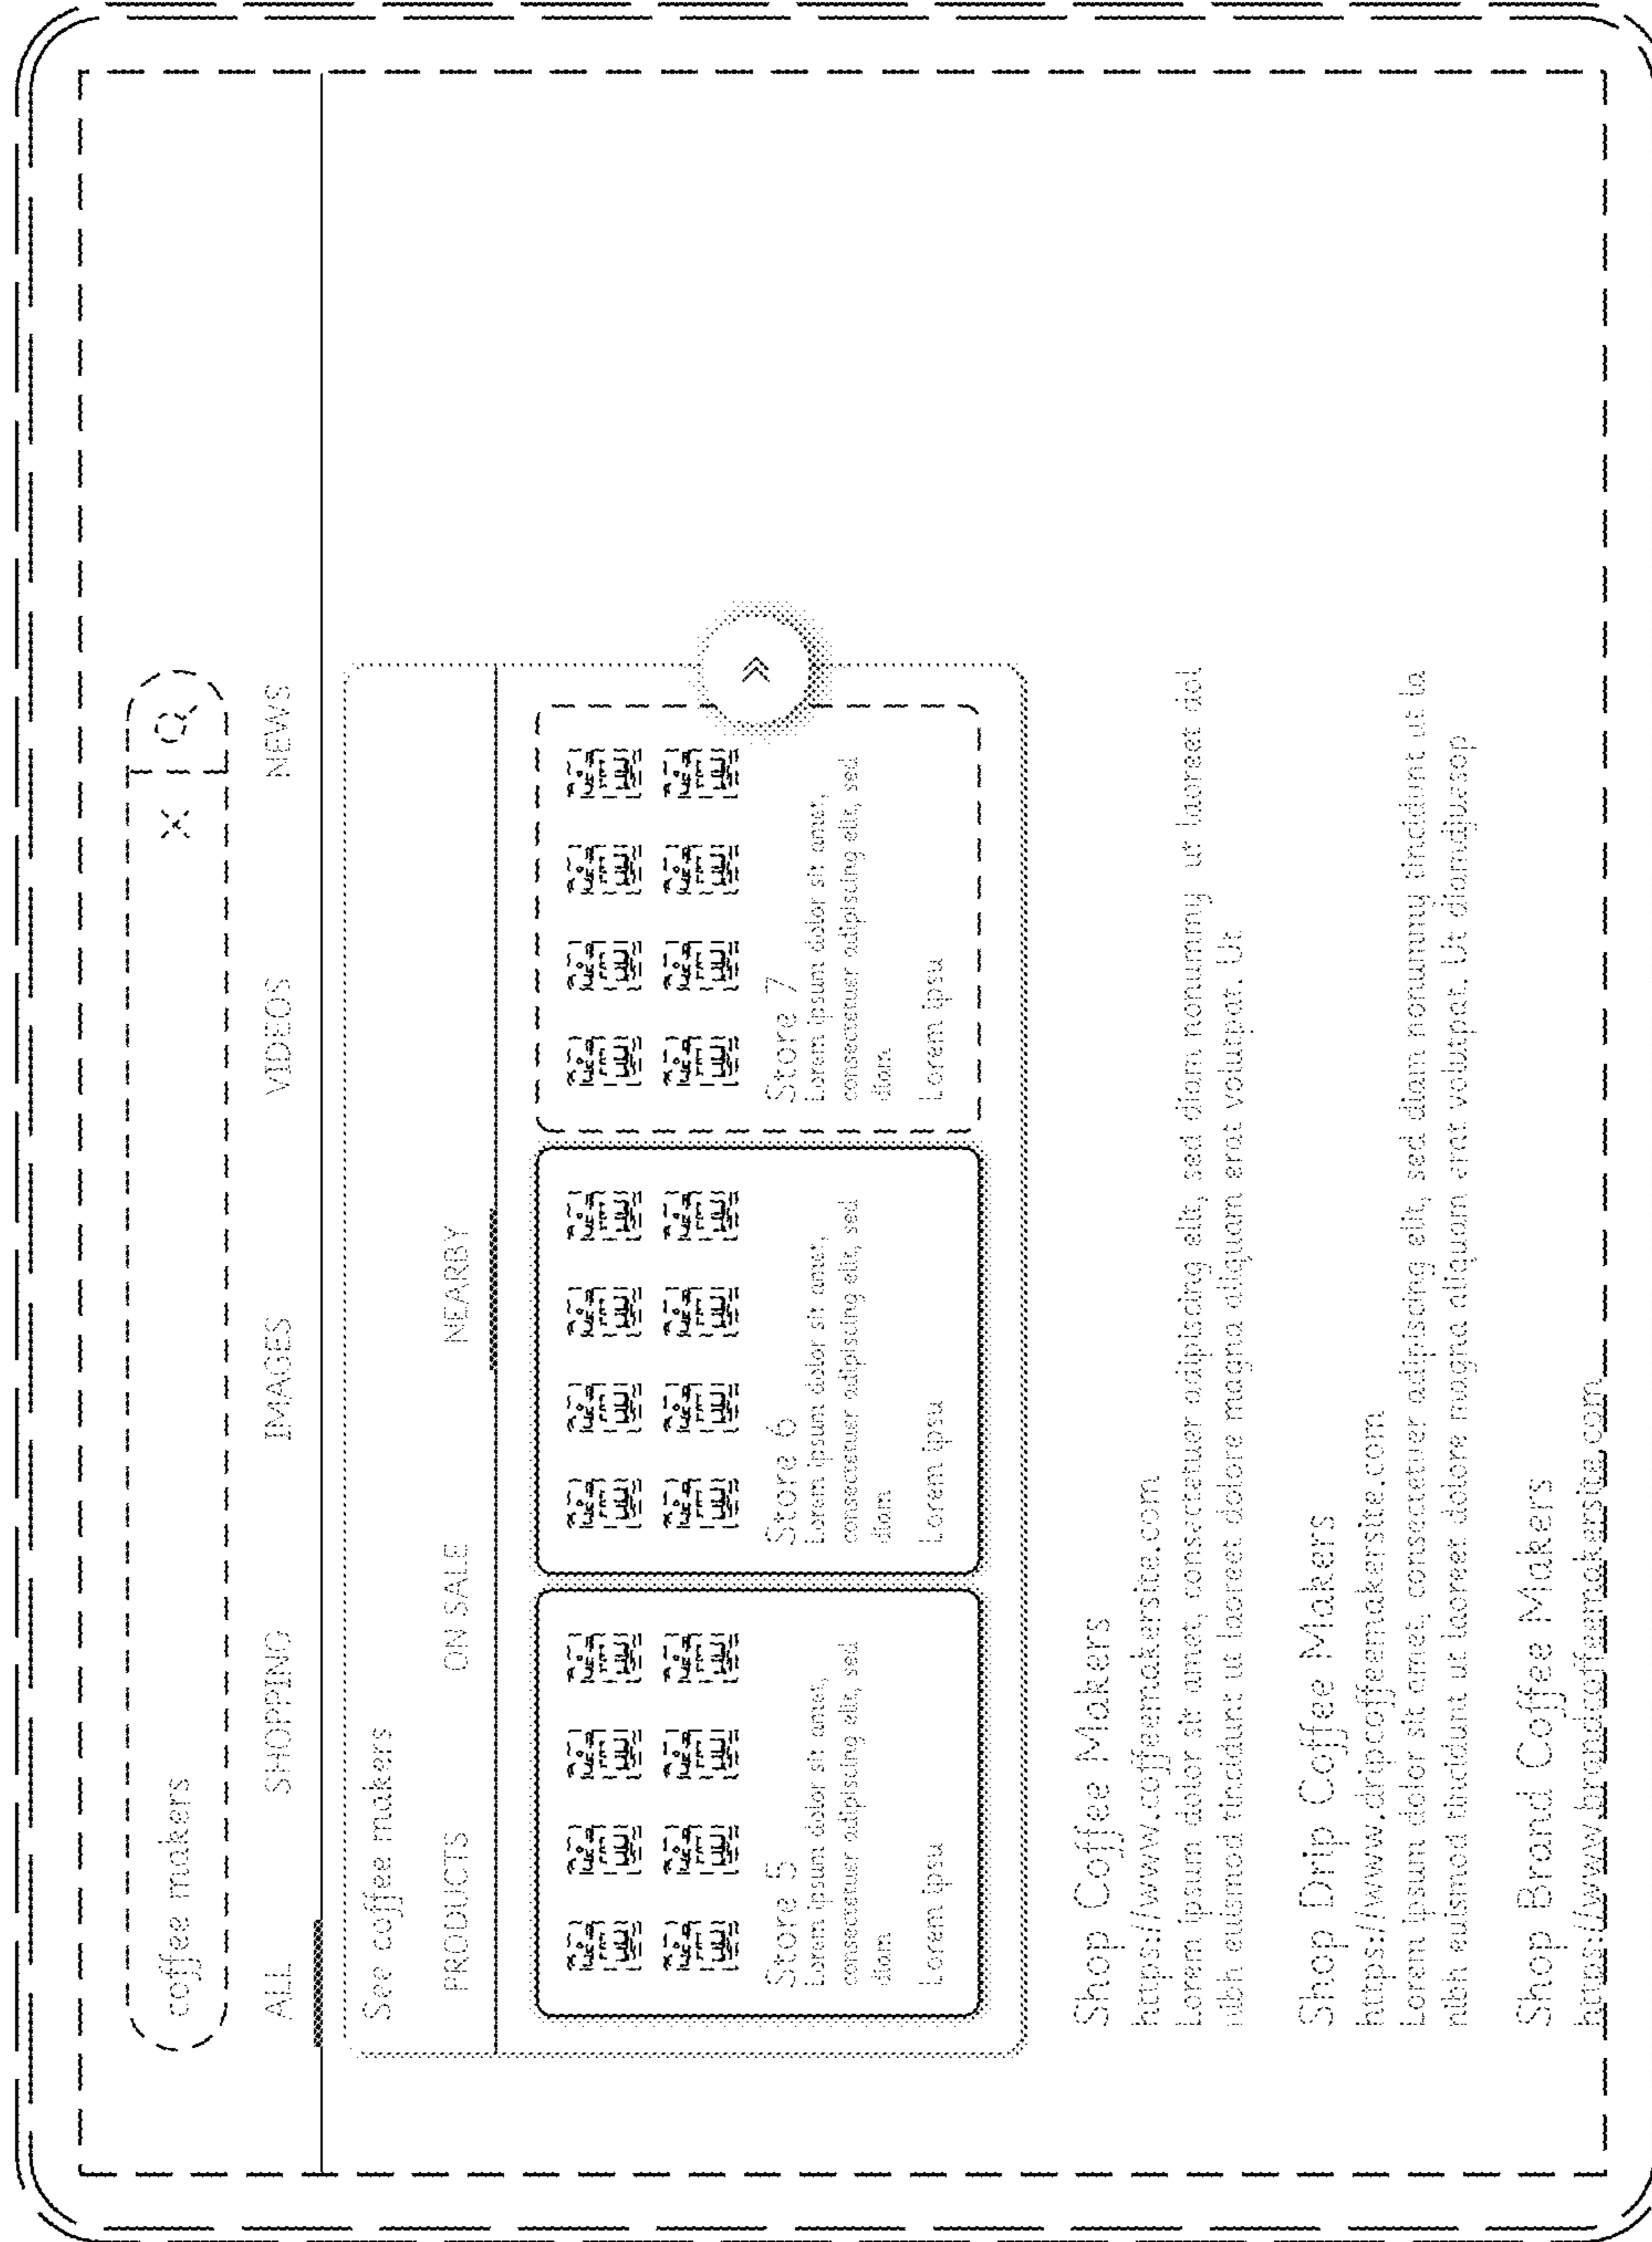 coffee makers
ALL SHOPPING IMAGES VIDEOS NEWS
See coffee makers
PRODUCTS ON SALE NEARBY
Store 5
Lorem ipsum dolor sit amet,
consectetuer adipiscing elit, sed
diam
Lorem ipsu
Store 6
Lorem ipsum dolor sit amet,
consectetuer adipiscing elit, sed
diam
Lorem ipsu
Store 7
Lorem ipsum dolor sit amet,
consectetuer adipiscing elit, sed
diam
Lorem ipsu
Shop Coffee Makers
https://www.coffeemakersite.com
Lorem ipsum dolor sit amet, consectetuer adipiscing elit, sed diam nonummy ut laoreet dol
nibh euismod tincidunt ut laoreet dolore magna aliquam erat volutpat. Ut
Shop Drip Coffee Makers
https://www.dripcoffeemakersite.com
Lorem ipsum dolor sit amet, consectetuer adipiscing elit, sed diam nonummy tincidunt ut la
nibh euismod tincidunt ut laoreet dolore magna aliquam erat volutpat. Ut
Shop Brand Coffee Makers
https://www.brandcoffeemakersite.com